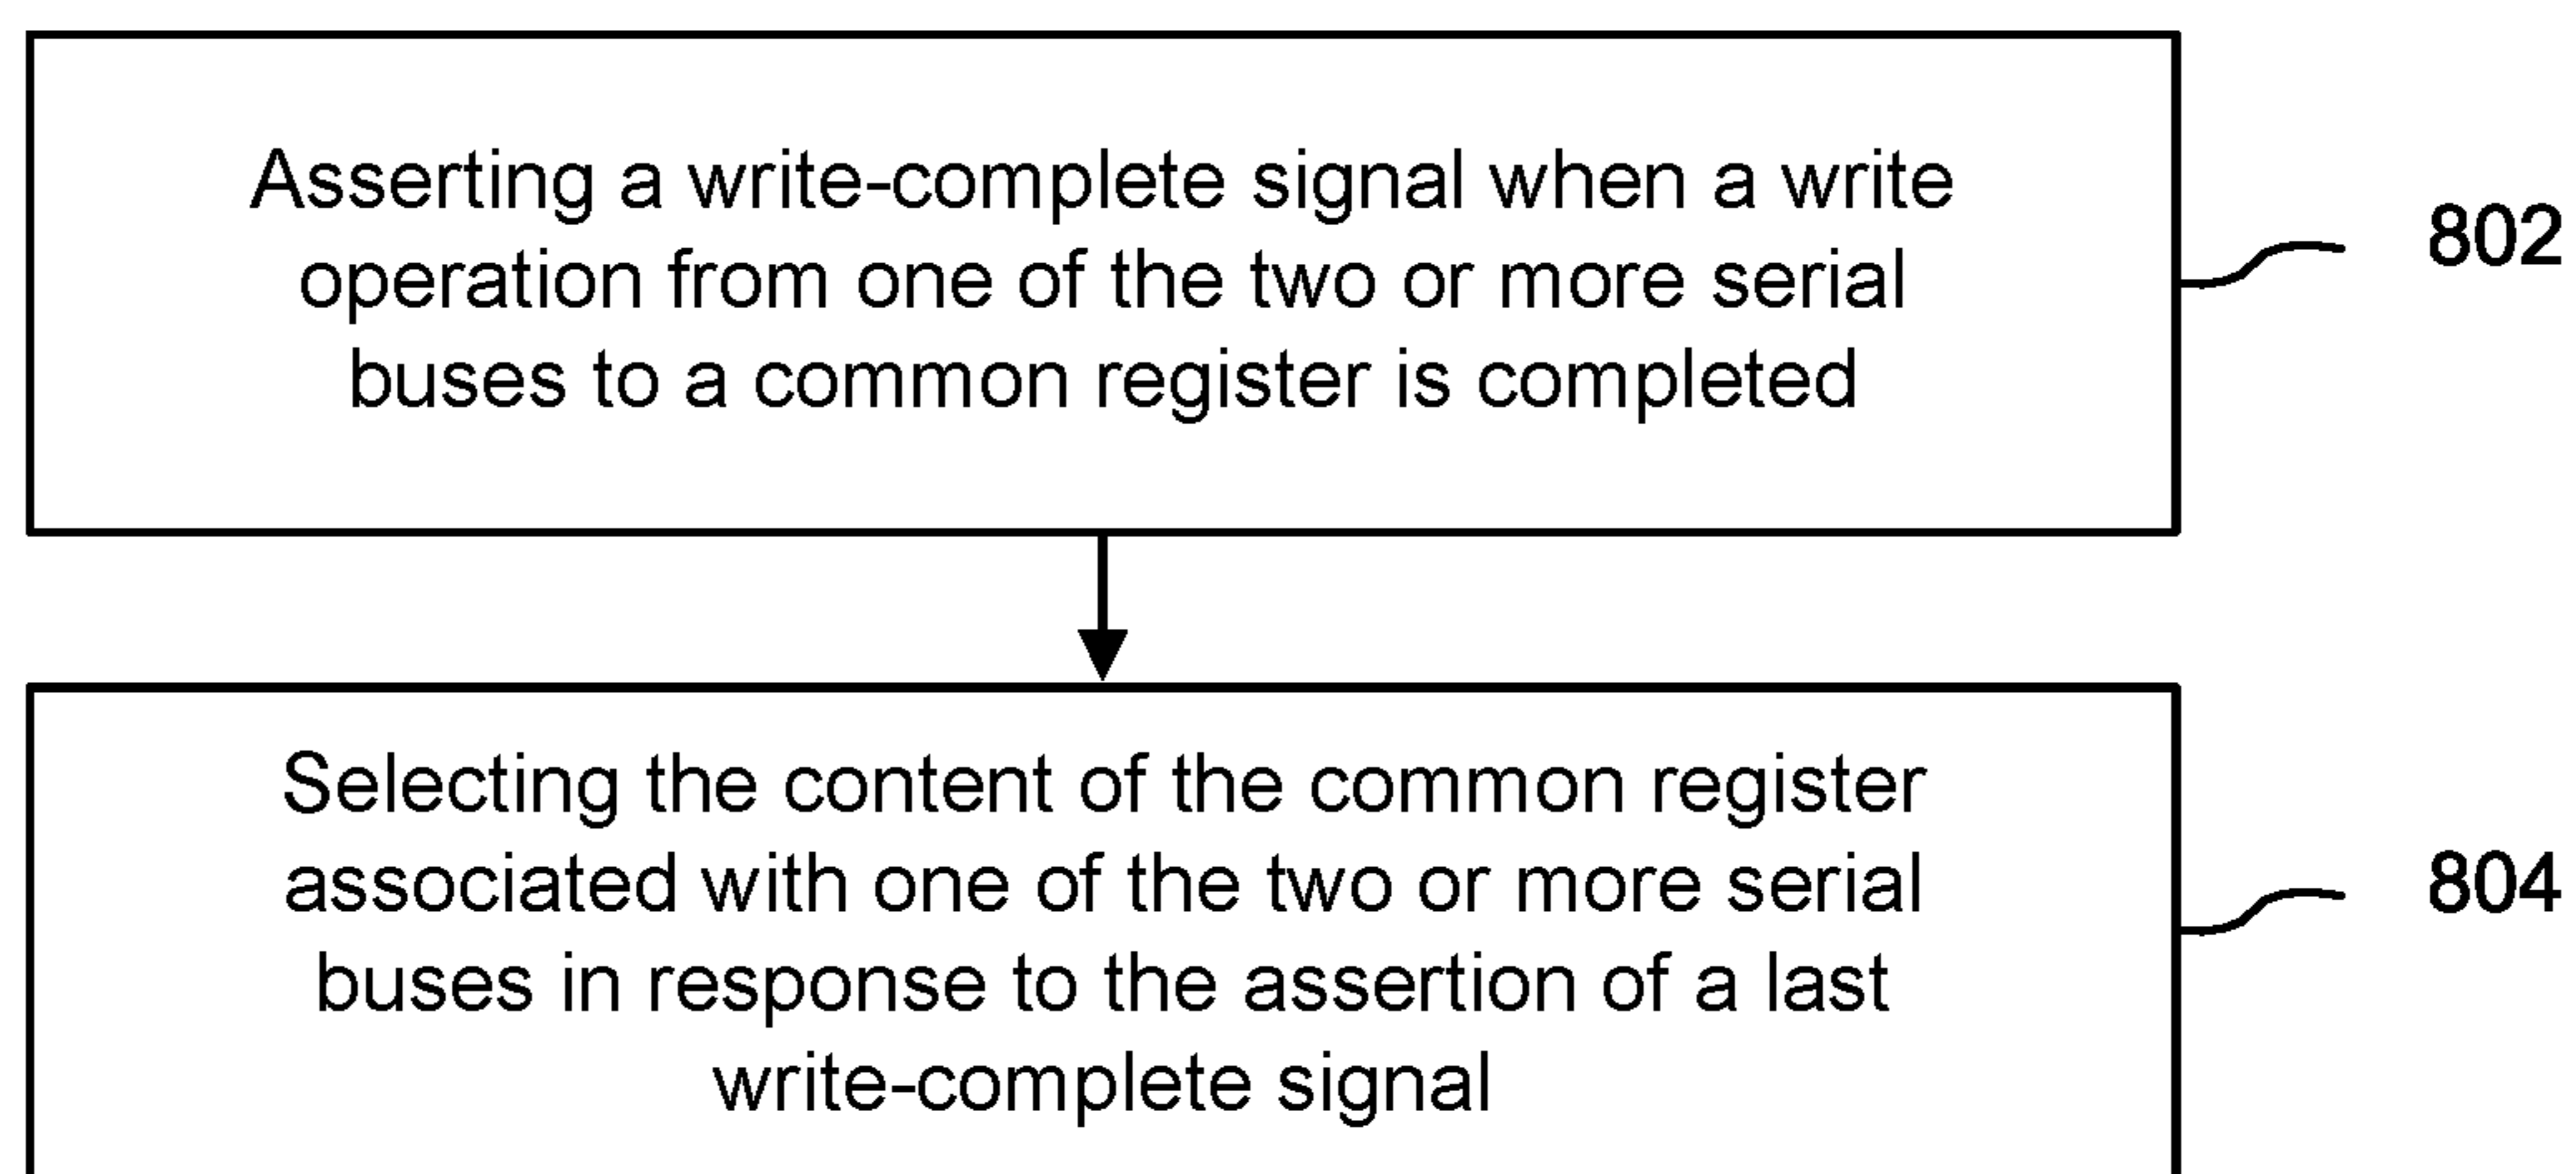 Asserting a write-complete signal when a write
operation from one of the two or more serial
buses to a common register is completed
802
Selecting the content of the common register
associated with one of the two or more serial
buses in response to the assertion of a last
write-complete signal
804